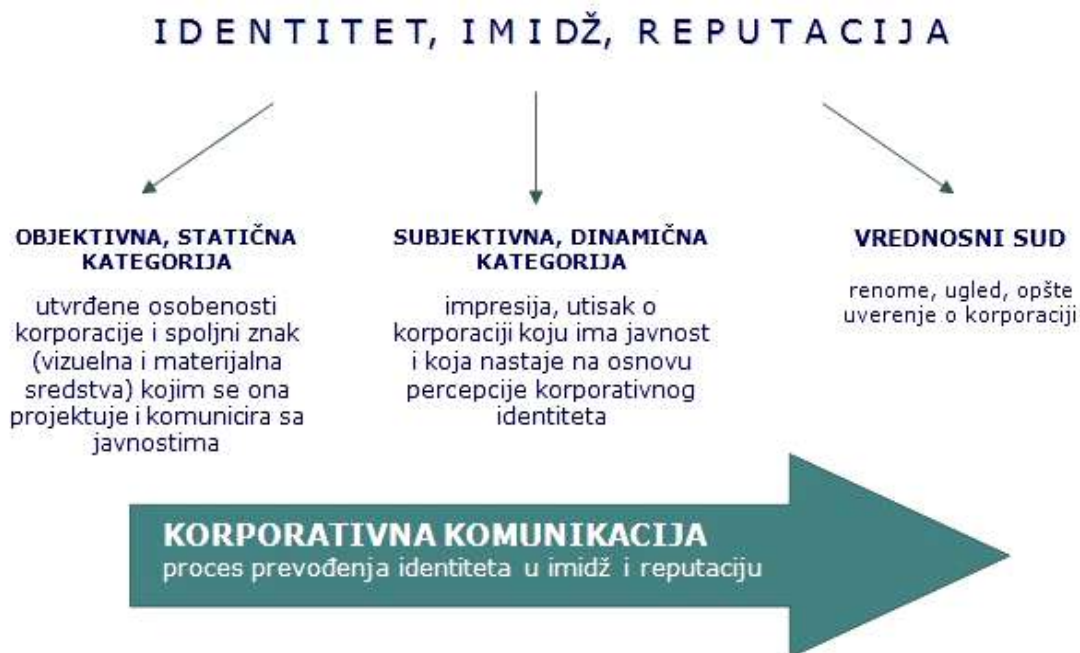 IDENTITET, IMIDŽ, REPUTACIJA
OBJEKTIVNA, STATIČNA
KATEGORIJA
utvrđene osobenosti
korporacije i spoljni znak
(vizuelna i materijalna
sredstva) kojim se ona
projektuje i komunicira sa
javnostima
SUBJEKTIVNA, DINAMIČNA
KATEGORIJA
impresija, utisak o
korporaciji koju ima javnost
i koja nastaje na osnovu
percepcije korporativnog
identiteta
VREDNOSNI SUD
renome, ugled, opšte
uverenje o korporaciji
KORPORATIVNA KOMUNIKACIJA
proces prevođenja identiteta u imidž i reputaciju